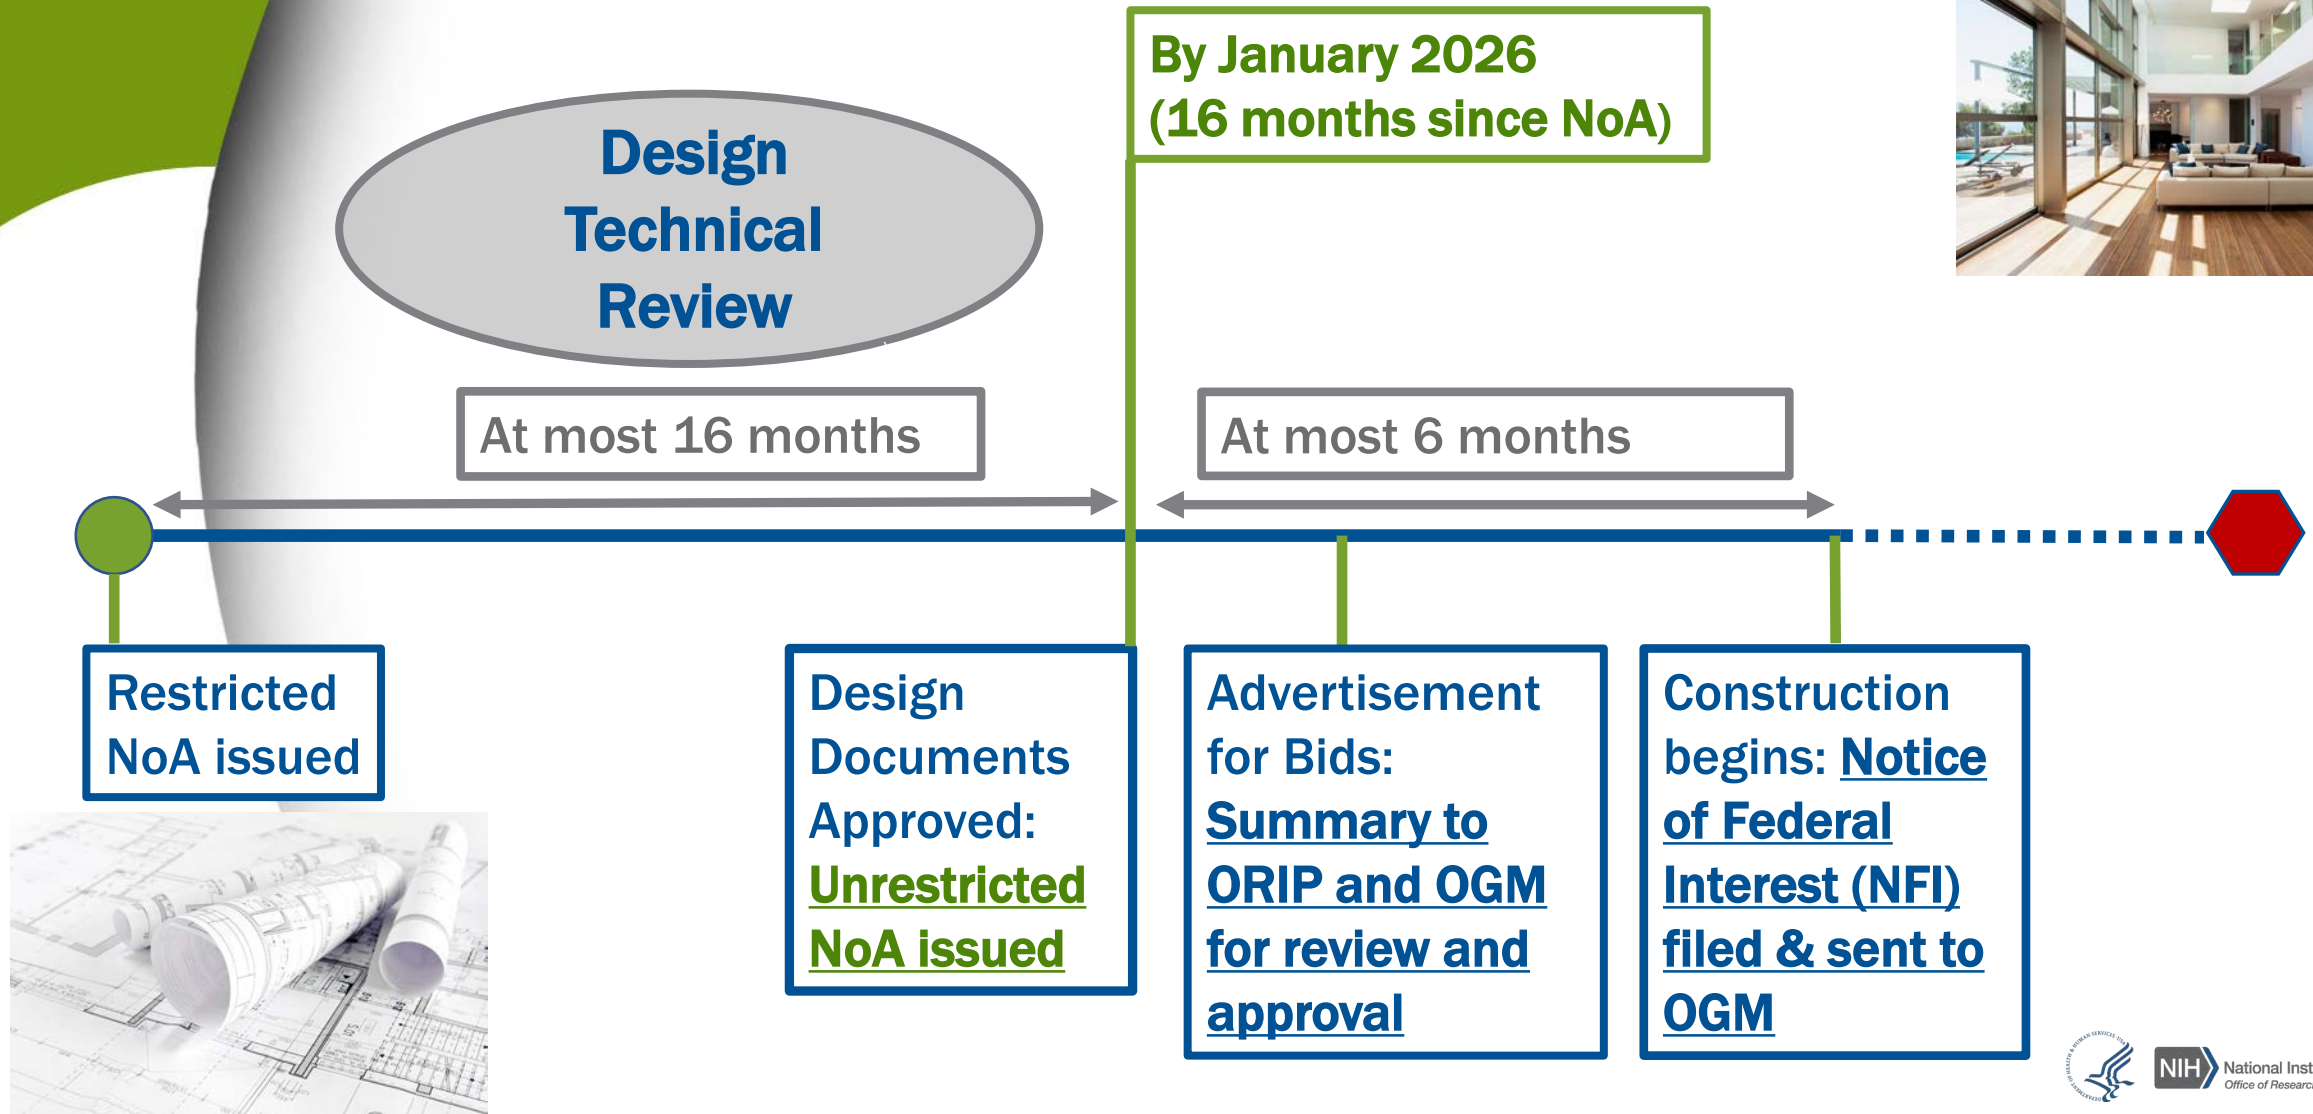 By January 2026
(16 months since NoA)
Design
Technical
Review
At most 16 months
At most 6 months
Restricted
NoA issued
Design
Documents
Approved:
Unrestricted
NoA issued
Advertisement
for Bids:
Summary to
ORIP and OGM
for review and
approval
Construction
begins: Notice
of Federal
Interest (NFI)
filed & sent to
OGM
NIH
National Inst
Office of Researc